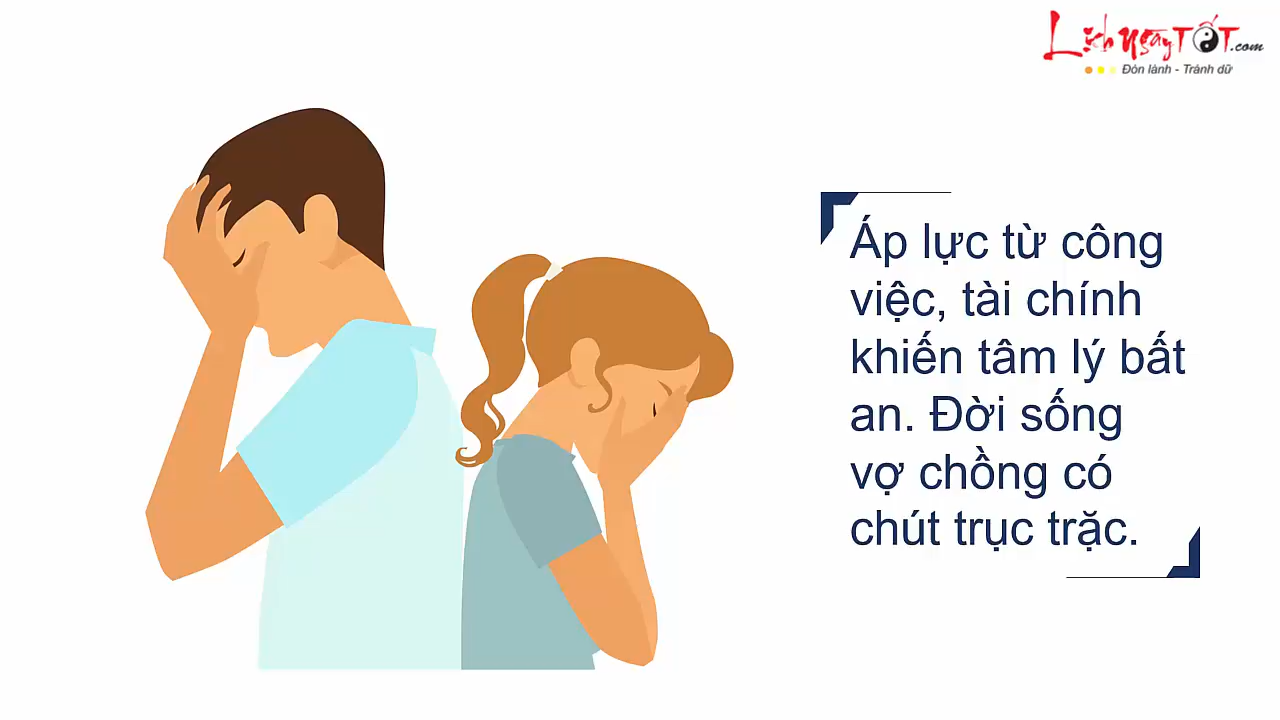 LịchNgàyTỐT.com
Đón lành - Tránh dữ
Áp lực từ công
việc, tài chính
khiến tâm lý bất
an. Đời sống
vợ chồng có
chút trục trặc.